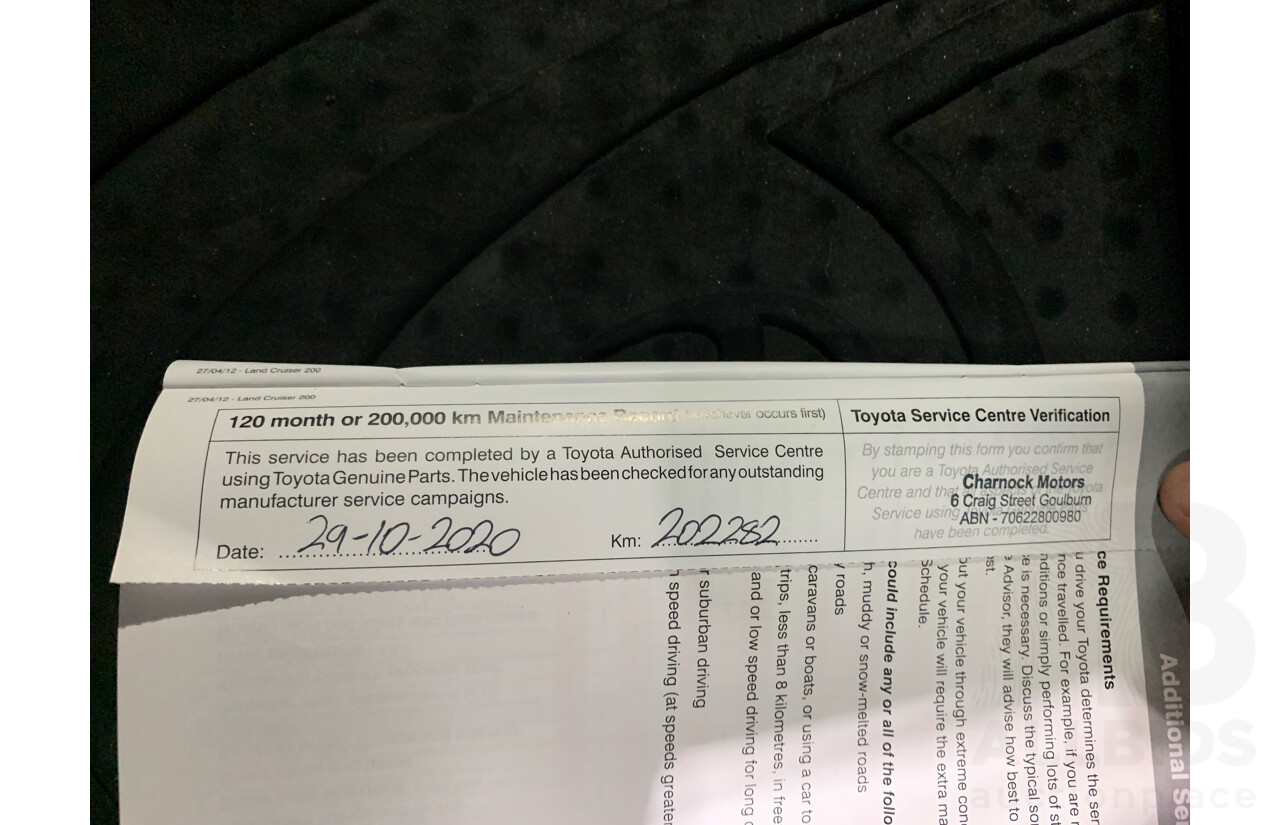 27/04/12 - Land Cruiser 200
27/04/12 - Land Cruiser 200
120 month or 200,000 km Maintenance Record occurs first)
Toyota Service Centre Verification
This service has been completed by a Toyota Authorised Service Centre
using Toyota Genuine Parts. The vehicle has been checked for any outstanding
manufacturer service campaigns.
Date: 29-10-2020
Km: 202282
By stamping this form you confirm that
you are a Toyota Authorised Service
Centre and that
Service using
have been completed.
Charnock Motors
6 Craig Street Goulburn
ABN - 70622800980
ce Requirements
u drive your Toyota determines the ser
nce travelled. For example, if you are
nditions or simply performing lots of st
e is necessary. Discuss the typical so
Advisor, they will advise how best to
st.
out your vehicle through extreme con
your vehicle will require the extra ma
Schedule.
could include any or all of the follo
h, muddy or snow-melted roads
y roads
caravans or boats, or using a car to
trips, less than 8 kilometres, in free
and or low speed driving for long
r suburban driving
speed driving (at speeds greater
Additional Se